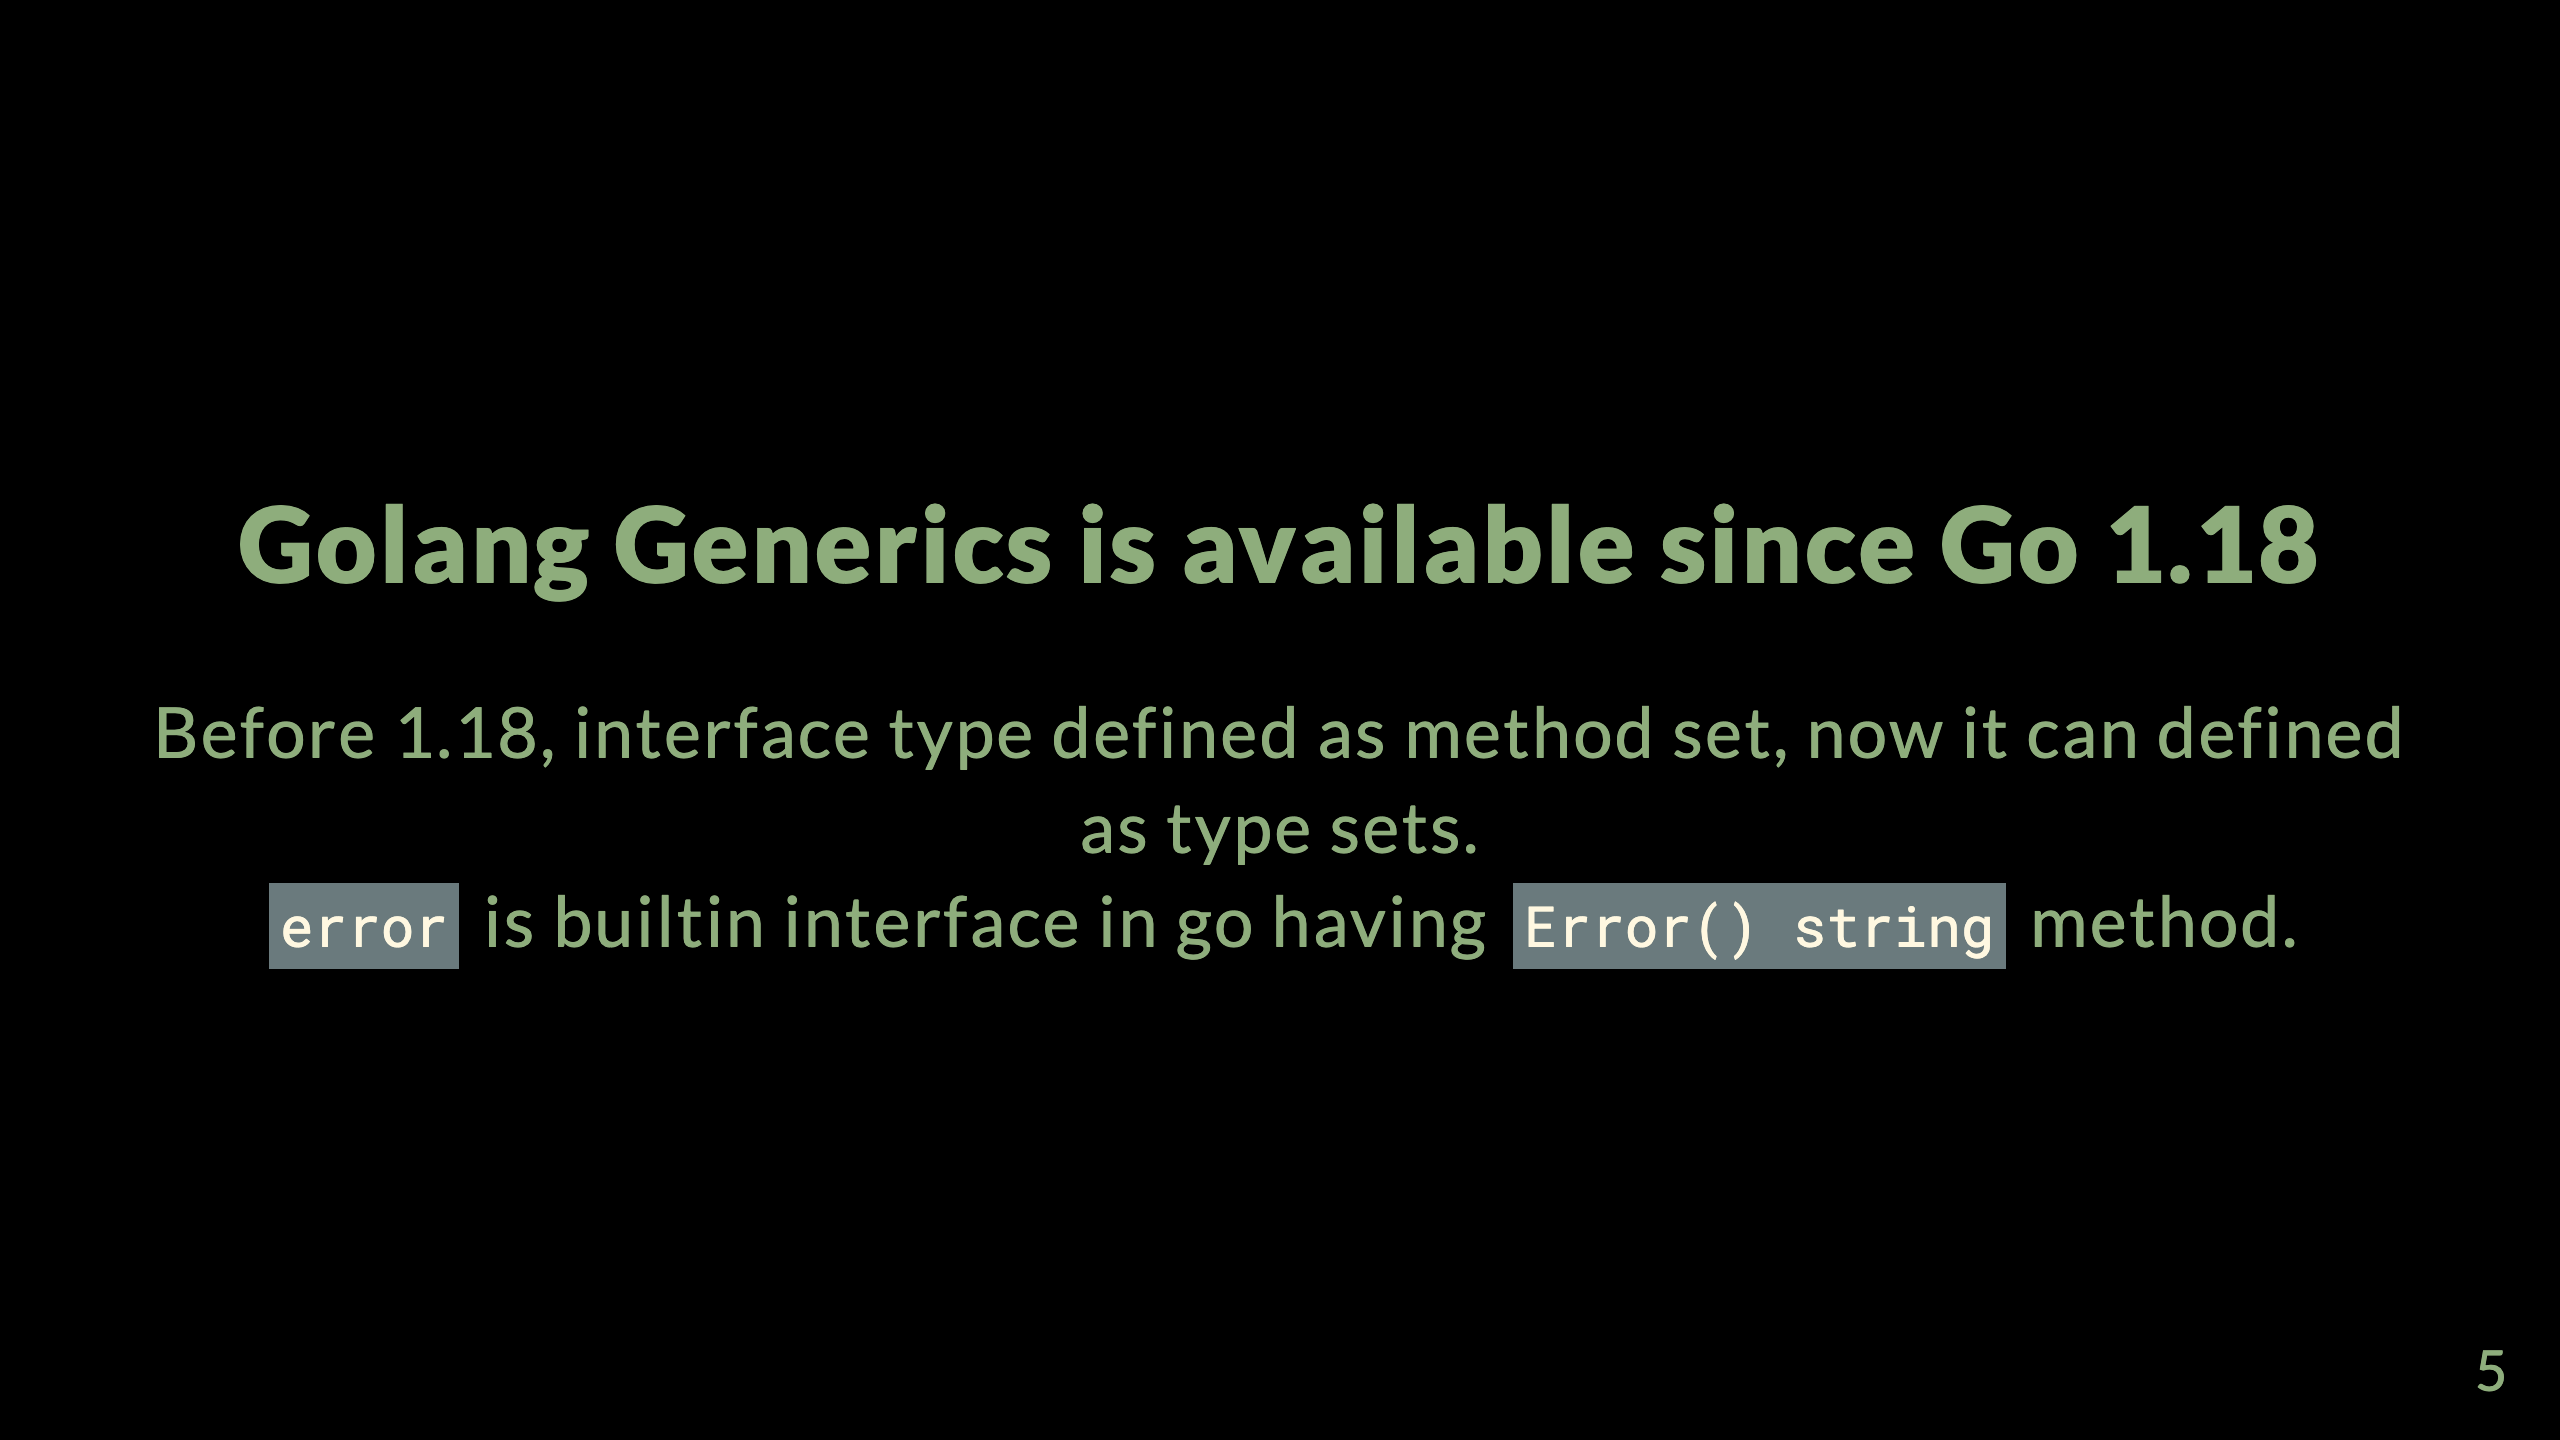 Golang Generics is available since Go 1.18
Before 1.18, interface type defined as method set, now it can defined
as type sets.
error is builtin interface in go having Error() string method.
5